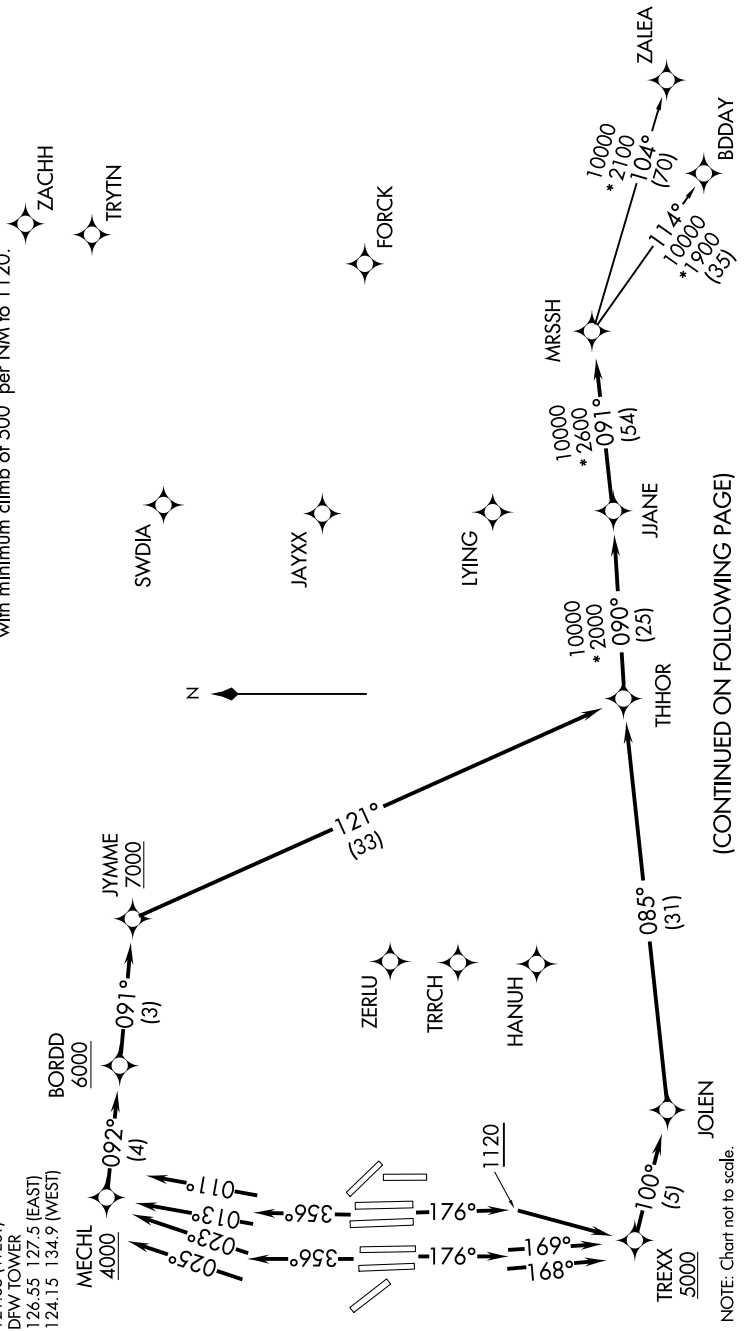 with minimum climb of 500' per NM to 1120.
DFW TOWER
126.55 127.5 (EAST)
124.15 134.9 (WEST)
ZACHH
TRYTN
FORCK
ZALEA
BDDAY
10000
*2100
104°
(70)
114°
10000
*1900
(35)
MRSSH
10000
*2600
091°
(54)
SWDIA
JAYXX
LYING
JJANE
10000
*2000
090°
(25)
THHOR
N
JYMME
7000
121°
(33)
091°
(3)
BORDD
6000
092°
(4)
MECHL
4000
085°
(31)
ZERLU
TRRCH
HANUH
011°
013°
023°
025°
356°
356°
176°
176°
1120
169°
168°
TREXX
5000
100°
(5)
JOLEN
NOTE: Chart not to scale.
(CONTINUED ON FOLLOWING PAGE)